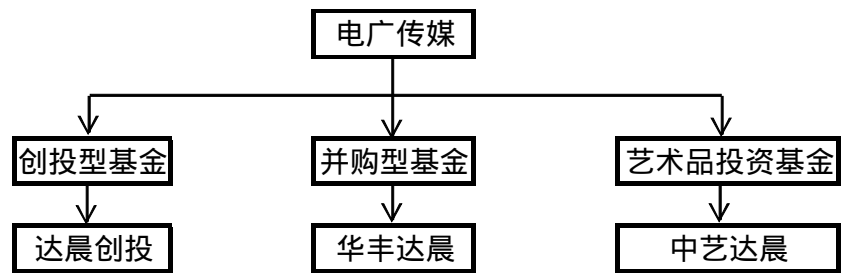 电广传媒
创投型基金
并购型基金
艺术品投资基金
达晨创投
华丰达晨
中艺达晨